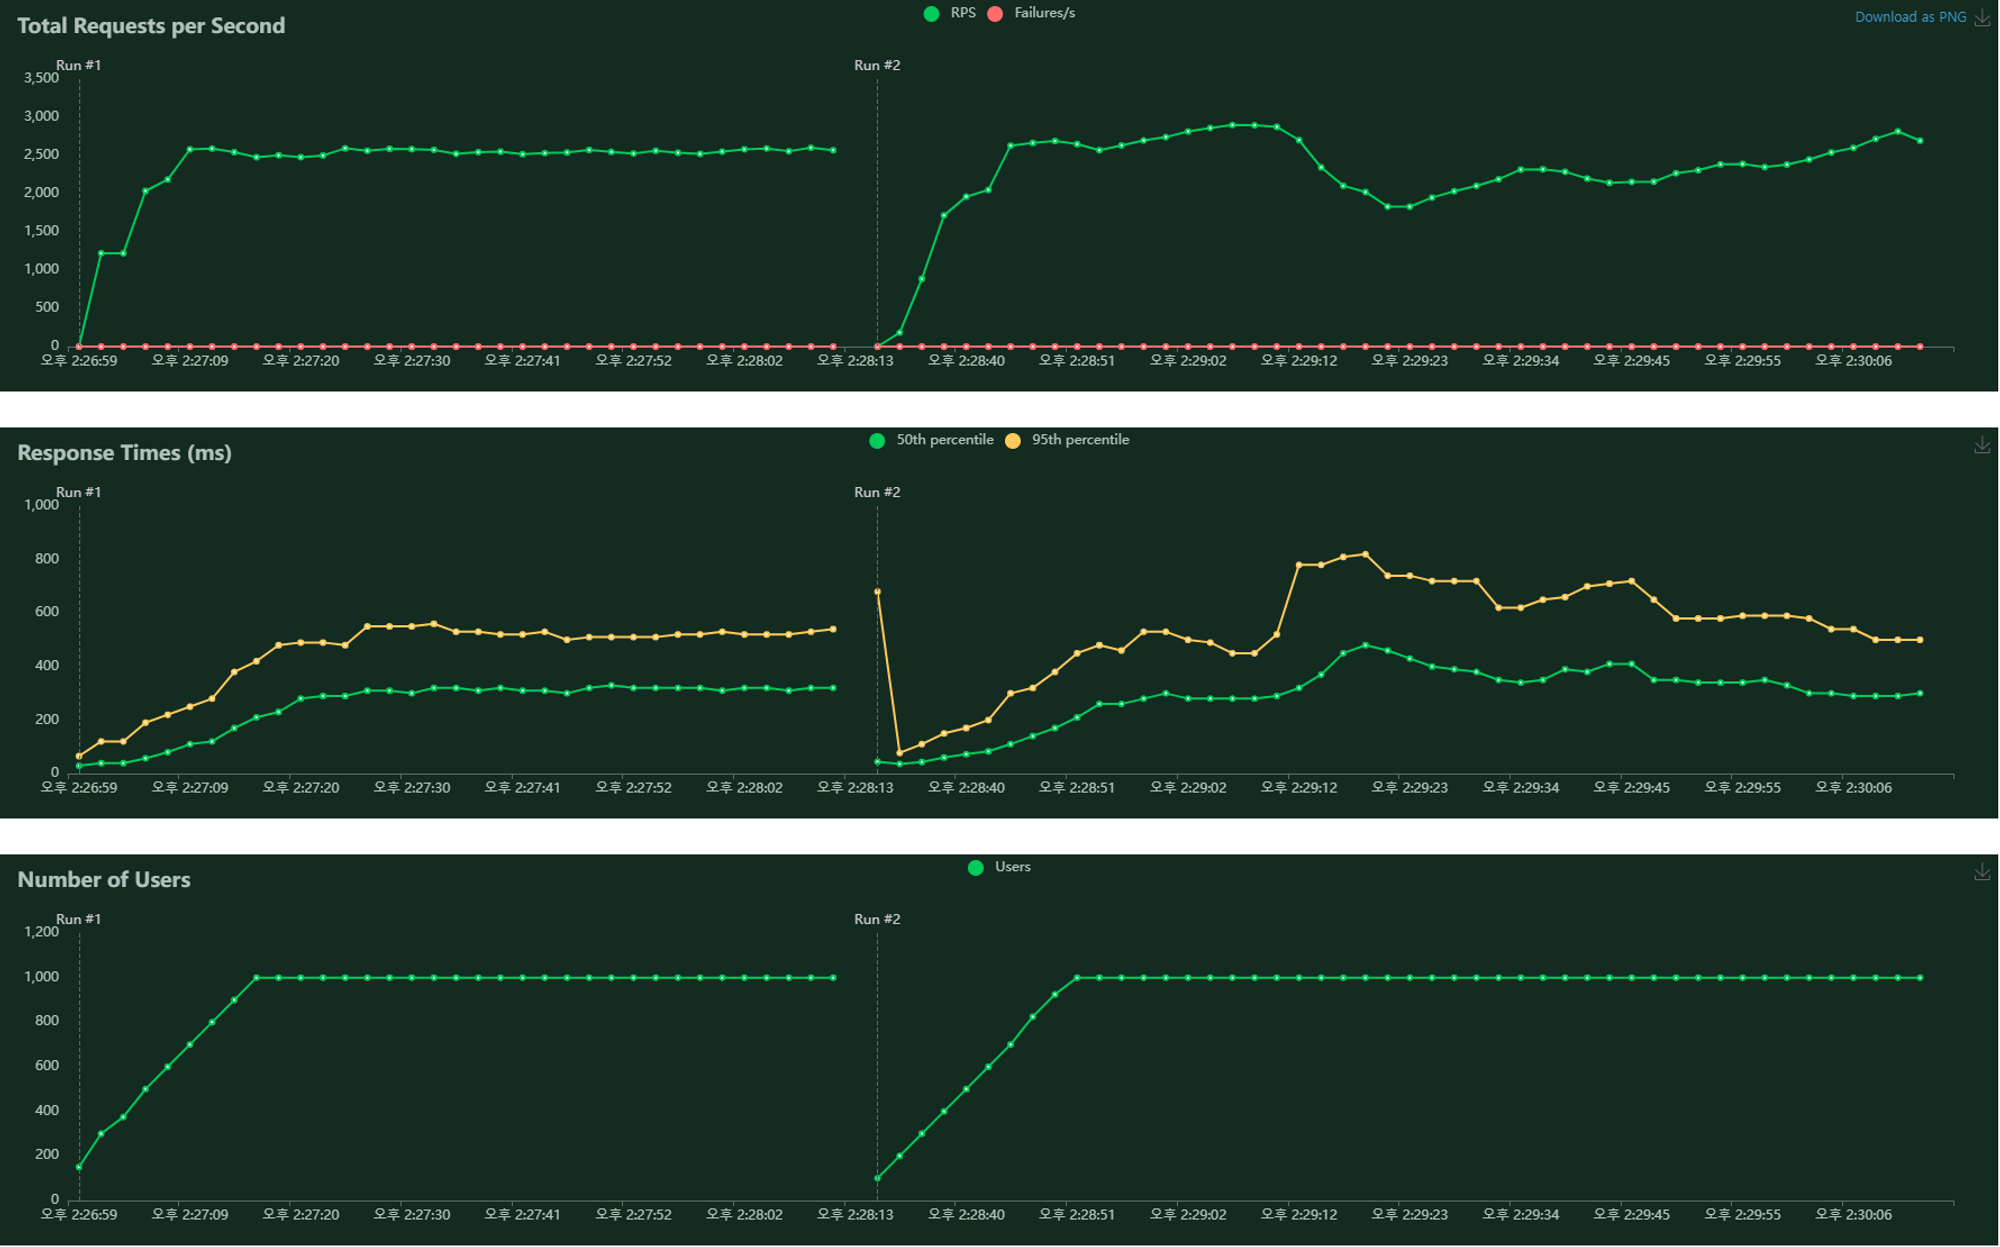 Total Requests per Second
RPS Failures/s
Download as PNG
Run #1 Run #2
3,500
3,000
2,500
2,000
1,500
1,000
500
0
오후 2:26:59 오후 2:27:09 오후 2:27:20 오후 2:27:30 오후 2:27:41 오후 2:27:52 오후 2:28:02 오후 2:28:13 오후 2:28:40 오후 2:28:51 오후 2:29:02 오후 2:29:12 오후 2:29:23 오후 2:29:34 오후 2:29:45 오후 2:29:55 오후 2:30:06
Response Times (ms)
50th percentile 95th percentile
Run #1 Run #2
1,000
800
600
400
200
0
오후 2:26:59 오후 2:27:09 오후 2:27:20 오후 2:27:30 오후 2:27:41 오후 2:27:52 오후 2:28:02 오후 2:28:13 오후 2:28:40 오후 2:28:51 오후 2:29:02 오후 2:29:12 오후 2:29:23 오후 2:29:34 오후 2:29:45 오후 2:29:55 오후 2:30:06
Number of Users
Users
Run #1 Run #2
1,200
1,000
800
600
400
200
0
오후 2:26:59 오후 2:27:09 오후 2:27:20 오후 2:27:30 오후 2:27:41 오후 2:27:52 오후 2:28:02 오후 2:28:13 오후 2:28:40 오후 2:28:51 오후 2:29:02 오후 2:29:12 오후 2:29:23 오후 2:29:34 오후 2:29:45 오후 2:29:55 오후 2:30:06